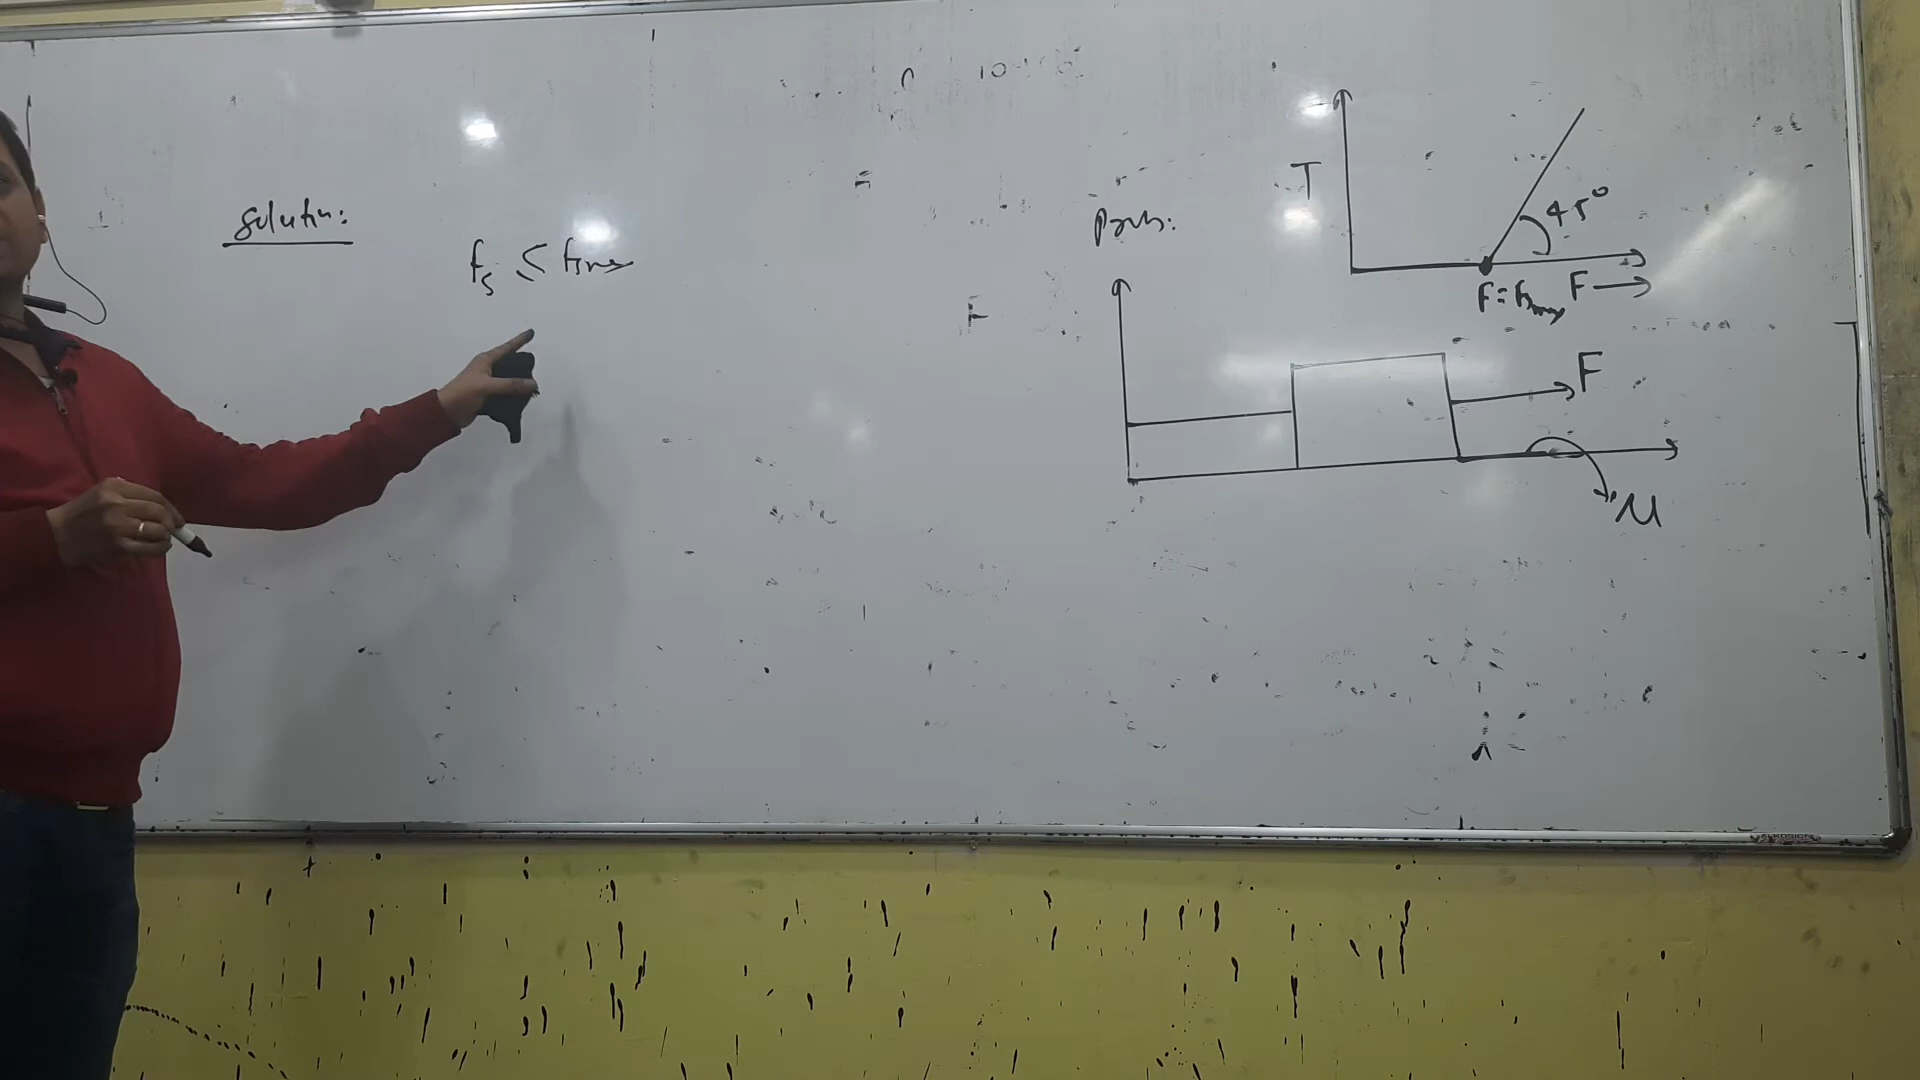 Solution:
fs ≤ fsmax
Prob:
T
45°
F = fsmax
F
F
μ